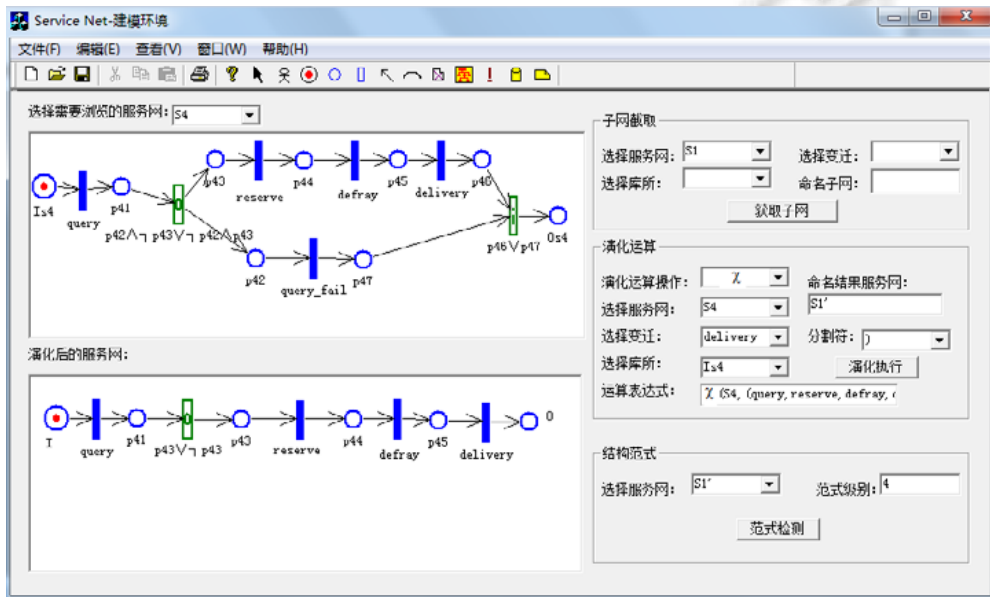 Service Net-建模环境
文件(F) 编辑(E) 查看(V) 窗口(W) 帮助(H)
选择需要浏览的服务网: S4
Is4
query
p41
p42∧¬ p43∨¬ p42∧p43
p43
reserve
p44
defray
p45
delivery
p46
p42
query_fail
p47
p46∨p47
Os4
演化后的服务网:
I
query
p41
p43∨¬ p43
p43
reserve
p44
defray
p45
delivery
O
子网截取
选择服务网: S1 选择变迁:
选择库所: 命名子网:
获取子网
演化运算
演化运算操作: χ 命名结果服务网:
选择服务网: S4 S1'
选择变迁: delivery 分割符: )
选择库所: Is4 演化执行
运算表达式: χ (S4, (query, reserve, defray,
结构范式
选择服务网: S1' 范式级别: 4
范式检测